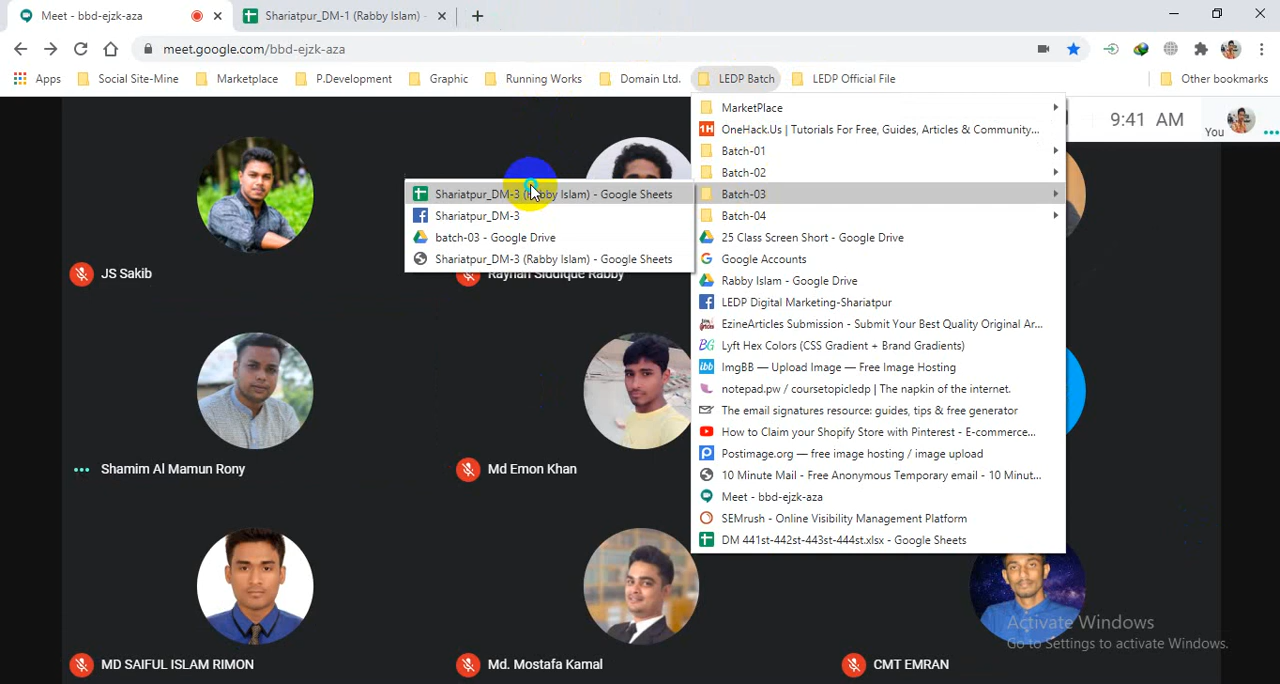 Meet - bbd-ejzk-aza
Shariatpur_DM-1 (Rabby Islam) -
meet.google.com/bbd-ejzk-aza
Apps Social Site-Mine Marketplace P.Development Graphic Running Works Domain Ltd. LEDP Batch LEDP Official File Other bookmarks
9:41 AM You
MarketPlace
OneHack.Us | Tutorials For Free, Guides, Articles & Community...
Batch-01
Batch-02
Batch-03
Batch-04
25 Class Screen Short - Google Drive
Google Accounts
Rabby Islam - Google Drive
LEDP Digital Marketing-Shariatpur
EzineArticles Submission - Submit Your Best Quality Original Ar...
Lyft Hex Colors (CSS Gradient + Brand Gradients)
ImgBB — Upload Image — Free Image Hosting
notepad.pw / coursetopicledp | The napkin of the internet.
The email signatures resource: guides, tips & free generator
How to Claim your Shopify Store with Pinterest - E-commerce...
Postimage.org — free image hosting / image upload
10 Minute Mail - Free Anonymous Temporary email - 10 Minut...
Meet - bbd-ejzk-aza
SEMrush - Online Visibility Management Platform
DM 441st-442st-443st-444st.xlsx - Google Sheets
Shariatpur_DM-3 (Rabby Islam) - Google Sheets
Shariatpur_DM-3
batch-03 - Google Drive
Shariatpur_DM-3 (Rabby Islam) - Google Sheets
JS Sakib
Rayhan Siddique Rabby
Shamim Al Mamun Rony
Md Emon Khan
MD SAIFUL ISLAM RIMON
Md. Mostafa Kamal
CMT EMRAN
Activate Windows
Go to Settings to activate Windows.